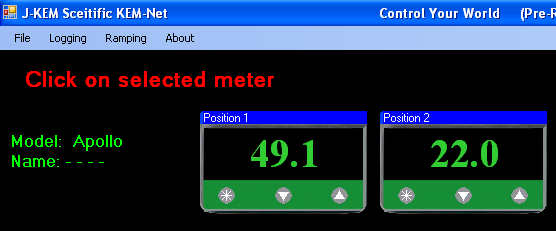 J-KEM Sceitific KEM-Net Control Your World (Pre-R
File Logging Ramping About
Click on selected meter
Position 1 Position 2
Model: Apollo
Name: - - - -
49.1 22.0